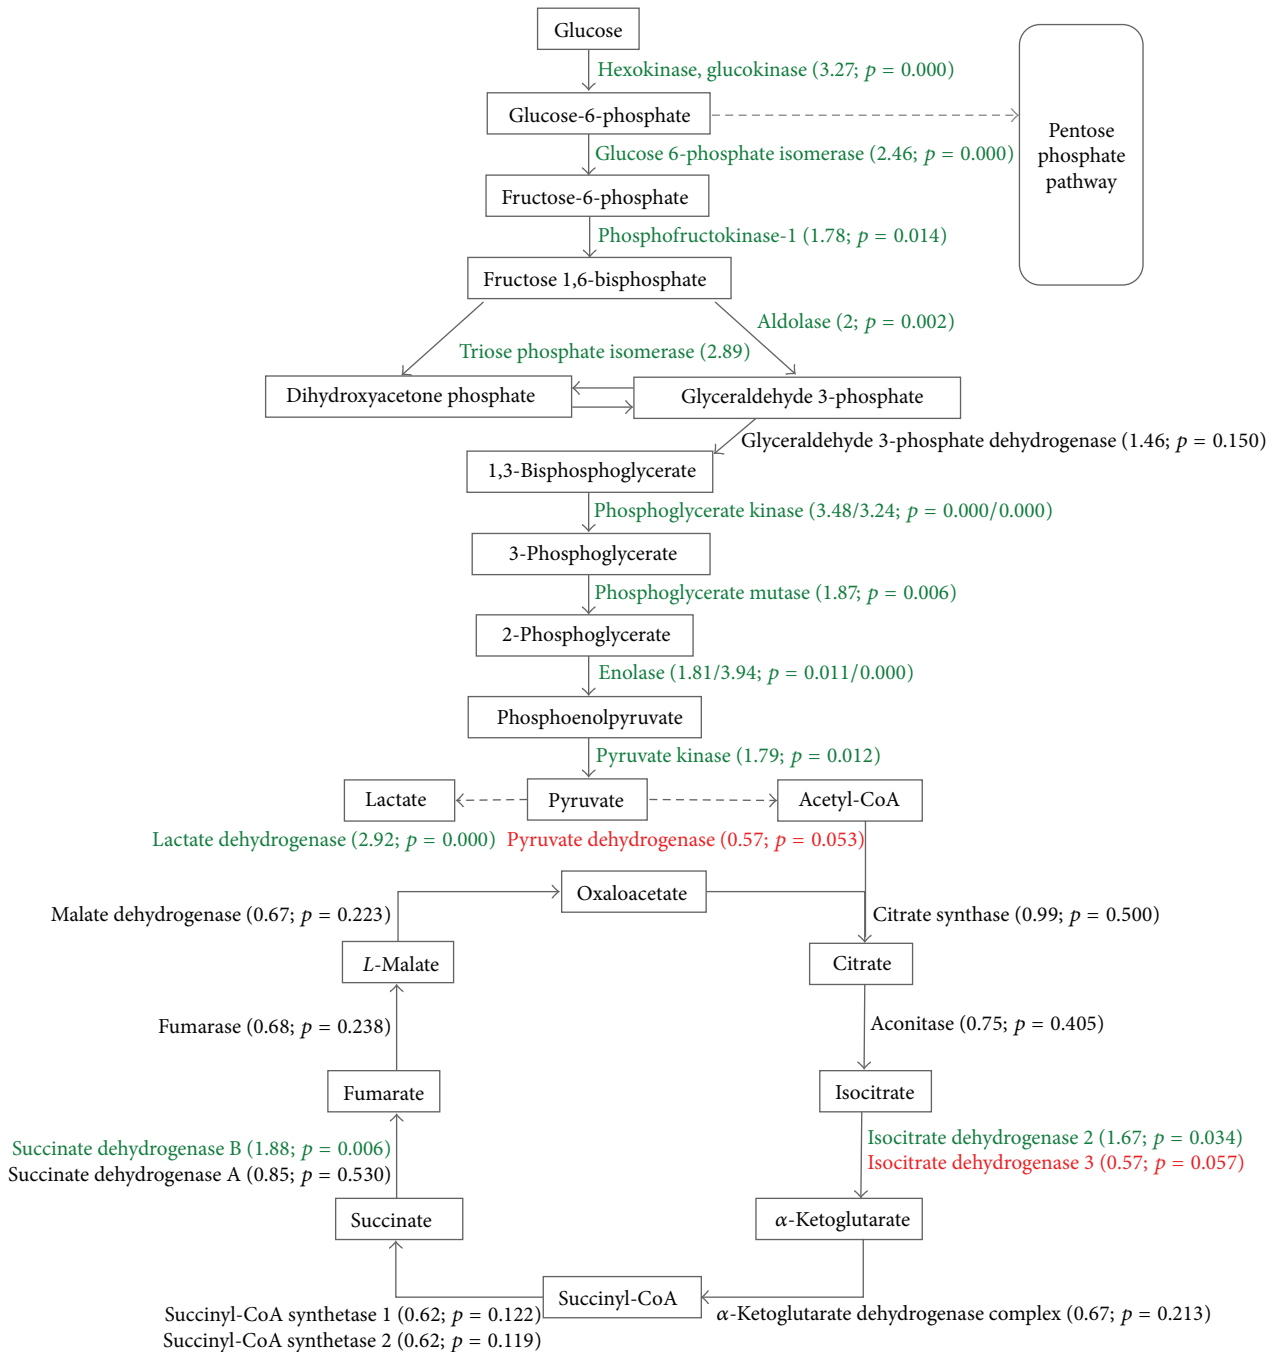 Glucose
Hexokinase, glucokinase (3.27; p = 0.000)
Glucose-6-phosphate
Pentose
phosphate
pathway
Glucose 6-phosphate isomerase (2.46; p = 0.000)
Fructose-6-phosphate
Phosphofructokinase-1 (1.78; p = 0.014)
Fructose 1,6-bisphosphate
Aldolase (2; p = 0.002)
Triose phosphate isomerase (2.89)
Dihydroxyacetone phosphate
Glyceraldehyde 3-phosphate
Glyceraldehyde 3-phosphate dehydrogenase (1.46; p = 0.150)
1,3-Bisphosphoglycerate
Phosphoglycerate kinase (3.48/3.24; p = 0.000/0.000)
3-Phosphoglycerate
Phosphoglycerate mutase (1.87; p = 0.006)
2-Phosphoglycerate
Enolase (1.81/3.94; p = 0.011/0.000)
Phosphoenolpyruvate
Pyruvate kinase (1.79; p = 0.012)
Lactate
Pyruvate
Acetyl-CoA
Lactate dehydrogenase (2.92; p = 0.000)
Pyruvate dehydrogenase (0.57; p = 0.053)
Oxaloacetate
Malate dehydrogenase (0.67; p = 0.223)
Citrate synthase (0.99; p = 0.500)
L-Malate
Citrate
Fumarase (0.68; p = 0.238)
Aconitase (0.75; p = 0.405)
Fumarate
Isocitrate
Succinate dehydrogenase B (1.88; p = 0.006)
Succinate dehydrogenase A (0.85; p = 0.530)
Isocitrate dehydrogenase 2 (1.67; p = 0.034)
Isocitrate dehydrogenase 3 (0.57; p = 0.057)
Succinate
α-Ketoglutarate
Succinyl-CoA
Succinyl-CoA synthetase 1 (0.62; p = 0.122)
Succinyl-CoA synthetase 2 (0.62; p = 0.119)
α-Ketoglutarate dehydrogenase complex (0.67; p = 0.213)